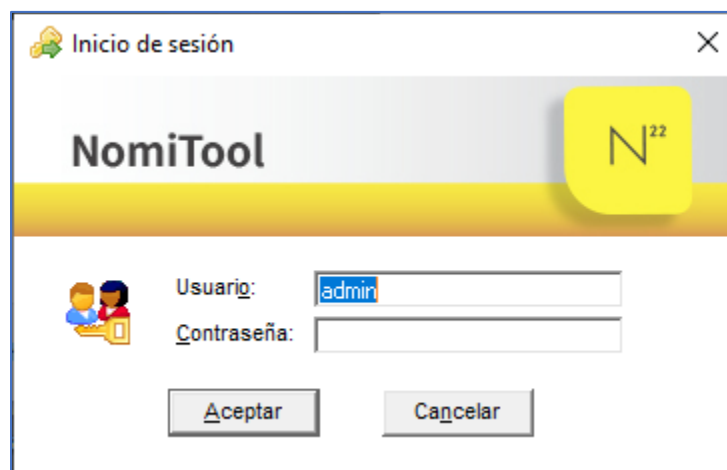 Inicio de sesión
NomiTool
N22
Usuario: admin
Contraseña:
Aceptar Cancelar